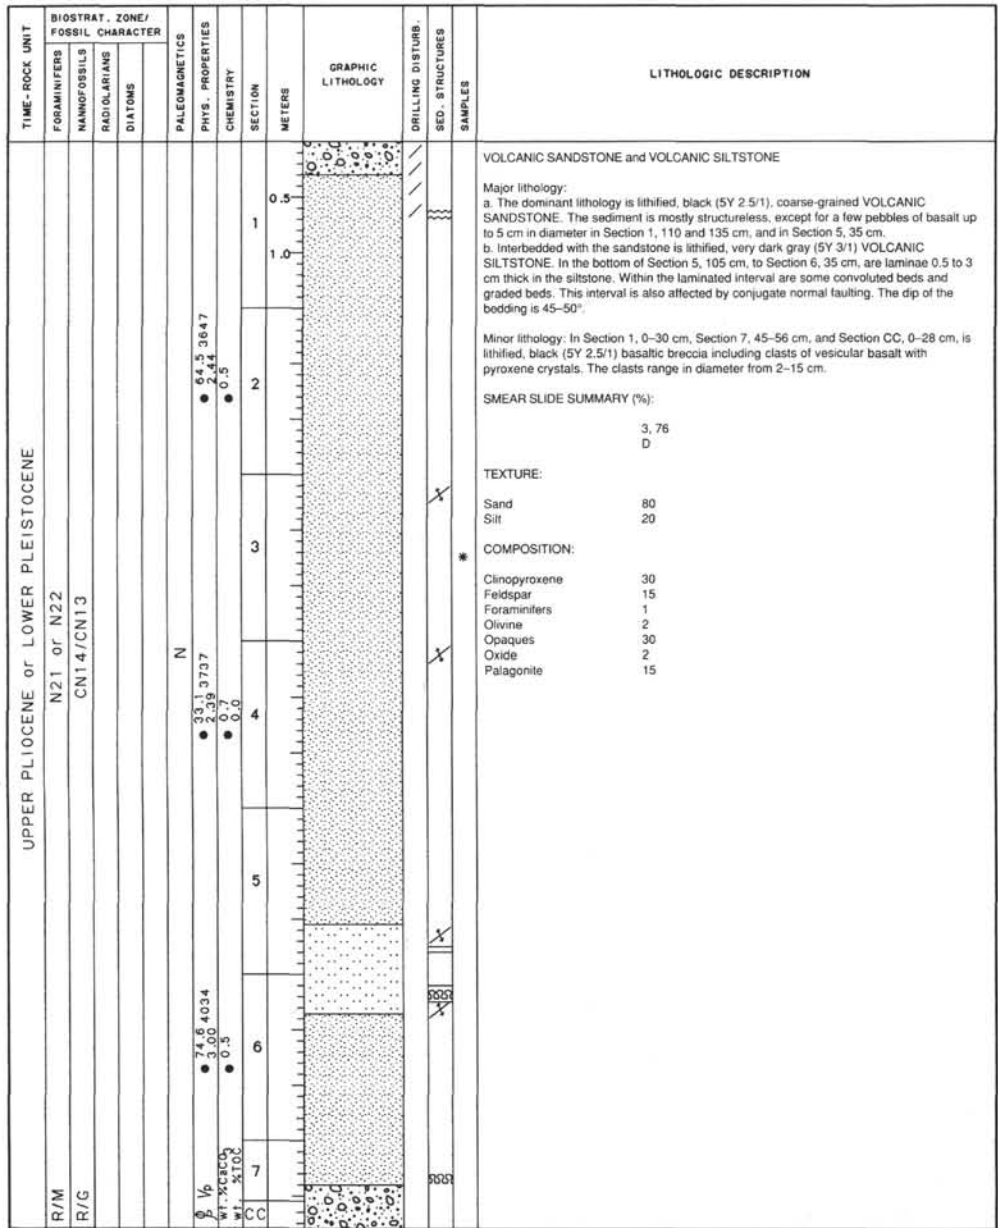 TIME-ROCK UNIT
BIOSTRAT. ZONE/
FOSSIL CHARACTER
FORAMINIFERS
NANNOFOSSILS
RADIOLARIANS
DIATOMS
PALEOMAGNETICS
PHYS. PROPERTIES
CHEMISTRY
SECTION
METERS
GRAPHIC
LITHOLOGY
DRILLING DISTURB.
SED. STRUCTURES
SAMPLES
LITHOLOGIC DESCRIPTION
UPPER PLIOCENE or LOWER PLEISTOCENE
N21 or N22
R/M
CN14/CN13
R/G
N
64.5 3647
2.44
33.1 3737
2.39
74.6 4034
3.00
ϕ Vp
ρ
0.5
0.7
0.0
0.5
wt.%CaCO3
wt. %TOC
1
2
3
4
5
6
7
CC
0.5
1.0
*
VOLCANIC SANDSTONE and VOLCANIC SILTSTONE
Major lithology:
a. The dominant lithology is lithified, black (5Y 2.5/1), coarse-grained VOLCANIC
SANDSTONE. The sediment is mostly structureless, except for a few pebbles of basalt up
to 5 cm in diameter in Section 1, 110 and 135 cm, and in Section 5, 35 cm.
b. Interbedded with the sandstone is lithified, very dark gray (5Y 3/1) VOLCANIC
SILTSTONE. In the bottom of Section 5, 105 cm, to Section 6, 35 cm, are laminae 0.5 to 3
cm thick in the siltstone. Within the laminated interval are some convoluted beds and
graded beds. This interval is also affected by conjugate normal faulting. The dip of the
bedding is 45–50°.
Minor lithology: In Section 1, 0–30 cm, Section 7, 45–56 cm, and Section CC, 0–28 cm, is
lithified, black (5Y 2.5/1) basaltic breccia including clasts of vesicular basalt with
pyroxene crystals. The clasts range in diameter from 2–15 cm.
SMEAR SLIDE SUMMARY (%):
3, 76
D
TEXTURE:
Sand 80
Silt 20
COMPOSITION:
Clinopyroxene 30
Feldspar 15
Foraminifers 1
Olivine 2
Opaques 30
Oxide 2
Palagonite 15